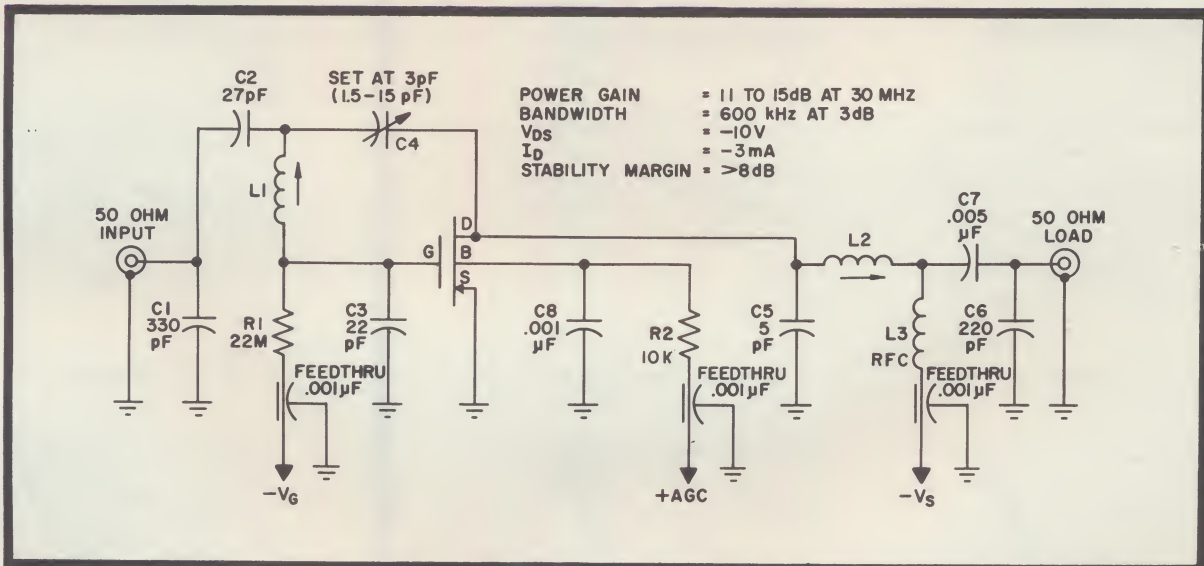 C2
27pF
SET AT 3pF
(1.5-15 pF)
C4
POWER GAIN = 11 TO 15dB AT 30 MHz
BANDWIDTH = 600 kHz AT 3dB
VDS = -10V
ID = -3mA
STABILITY MARGIN = >8dB
L1
50 OHM
INPUT
C1
330
pF
R1
22M
C3
22
pF
FEEDTHRU
.001µF
-VG
G
D
B
S
C8
.001
µF
R2
10K
FEEDTHRU
.001µF
+AGC
C5
5
pF
L2
C7
.005
µF
50 OHM
LOAD
L3
RFC
C6
220
pF
FEEDTHRU
.001µF
-VS